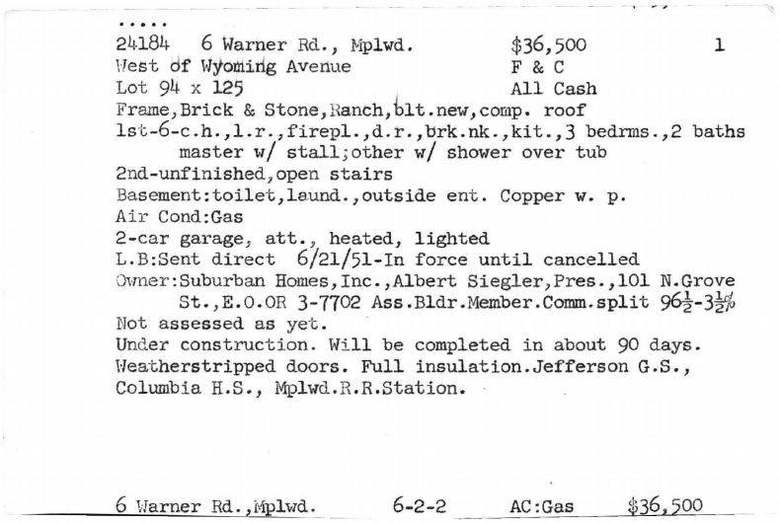 .....
24184 6 Warner Rd., Mplwd. $36,500 1
West of Wyoming Avenue F & C
Lot 94 x 125 All Cash
Frame,Brick & Stone,Ranch,blt.new,comp. roof
1st-6-c.h.,l.r.,firepl.,d.r.,brk.nk.,kit.,3 bedrms.,2 baths
master w/ stall;other w/ shower over tub
2nd-unfinished,open stairs
Basement:toilet,laund.,outside ent. Copper w. p.
Air Cond:Gas
2-car garage, att., heated, lighted
L.B:Sent direct 6/21/51-In force until cancelled
Owner:Suburban Homes,Inc.,Albert Siegler,Pres.,101 N.Grove
St.,E.O.OR 3-7702 Ass.Bldr.Member.Comm.split 96½-3½%
Not assessed as yet.
Under construction. Will be completed in about 90 days.
Weatherstripped doors. Full insulation.Jefferson G.S.,
Columbia H.S., Mplwd.R.R.Station.
6 Warner Rd.,Mplwd. 6-2-2 AC:Gas $36,500